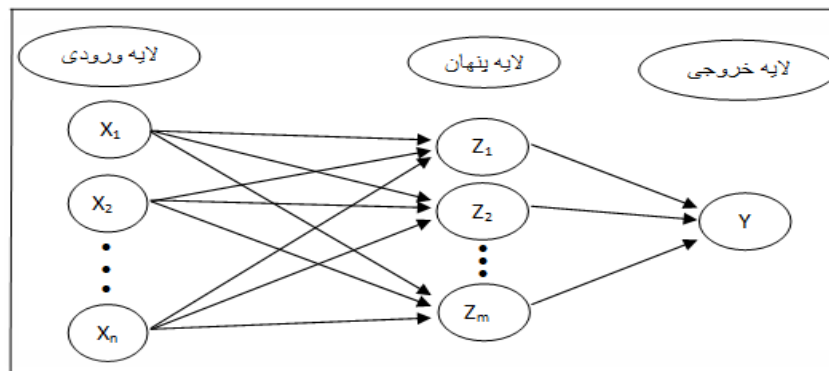 لایه ورودی
لایه پنهان
لایه خروجی
X₁
Z₁
X₂
Z₂
Y
Xₙ
Zₘ